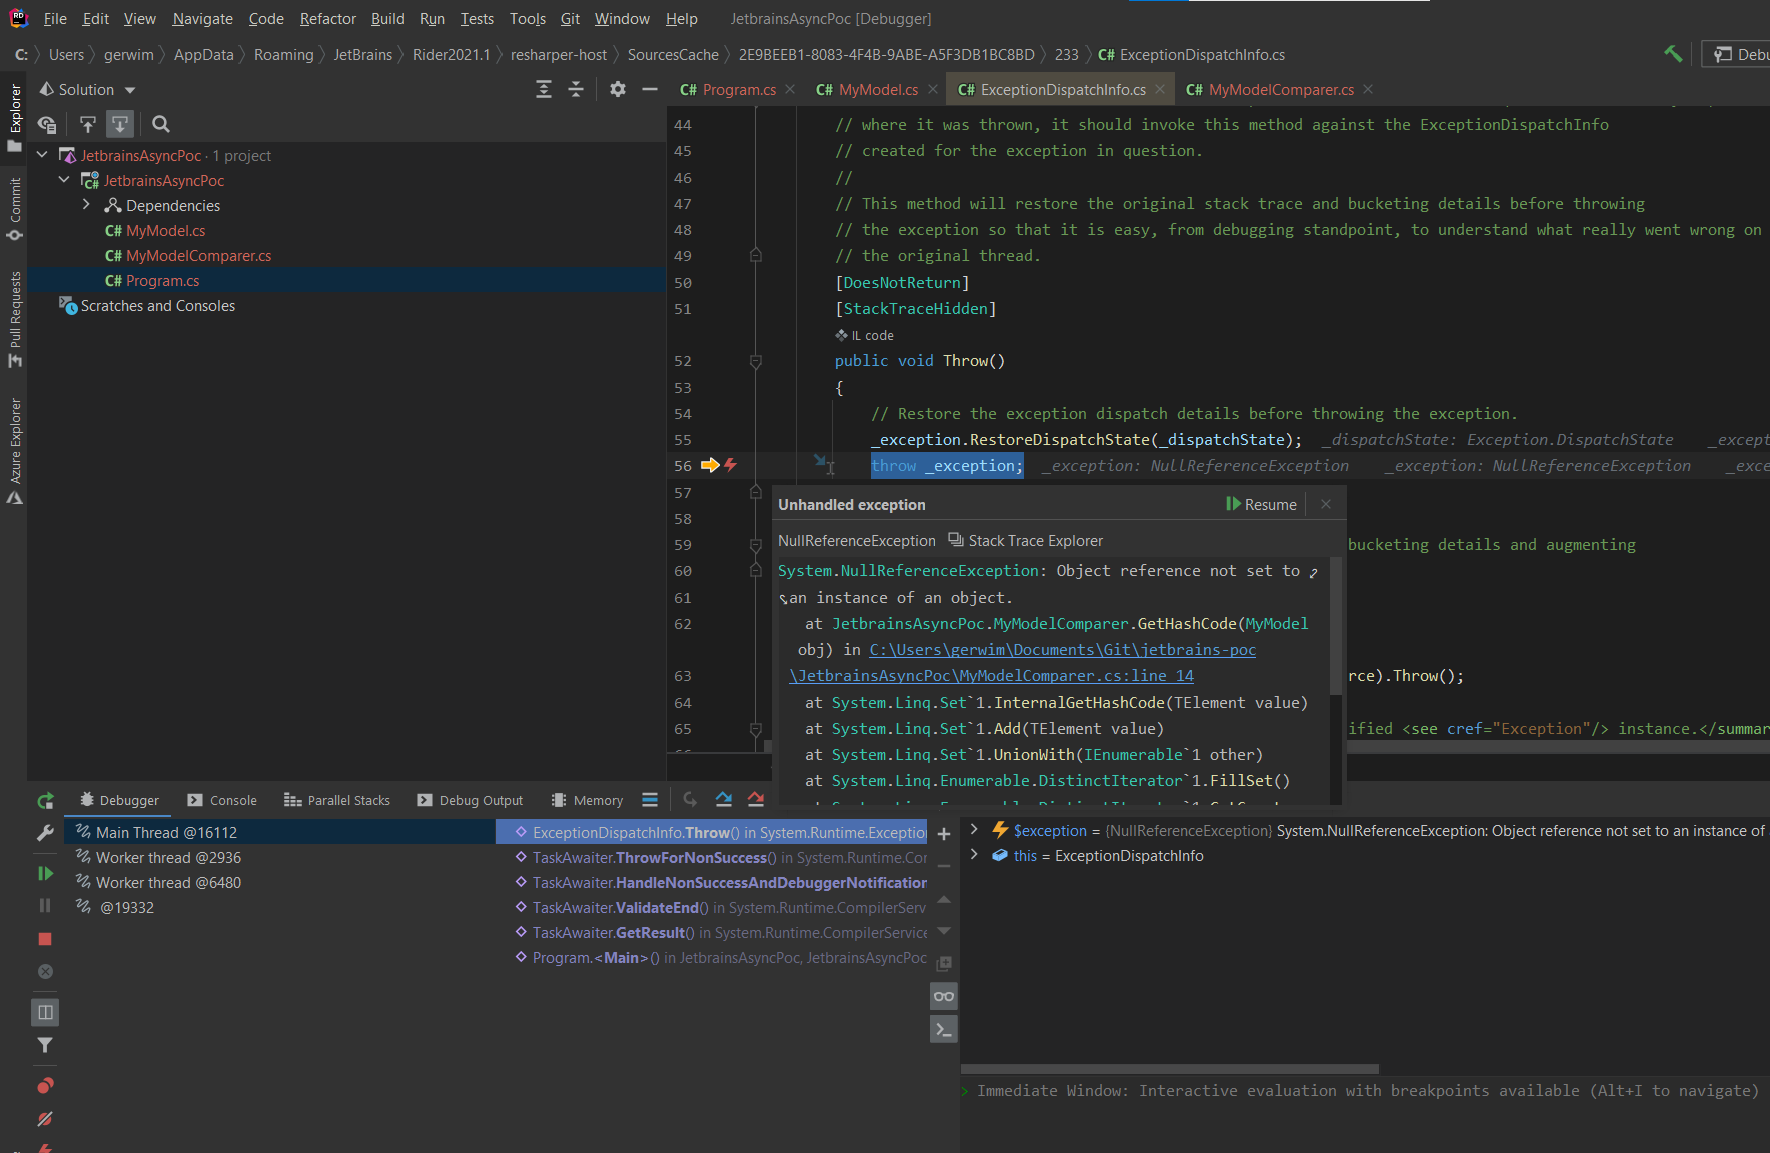 File Edit View Navigate Code Refactor Build Run Tests Tools Git Window Help JetbrainsAsyncPoc [Debugger]
C: Users gerwim AppData Roaming JetBrains Rider2021.1 resharper-host SourcesCache 2E9BEEB1-8083-4F4B-9ABE-A5F3DB1BC8BD 233 C# ExceptionDispatchInfo.cs Debu
Explorer
Commit
Pull Requests
Azure Explorer
Solution
C# Program.cs C# MyModel.cs C# ExceptionDispatchInfo.cs C# MyModelComparer.cs
JetbrainsAsyncPoc · 1 project
C# JetbrainsAsyncPoc
Dependencies
C# MyModel.cs
C# MyModelComparer.cs
C# Program.cs
Scratches and Consoles
44 // where it was thrown, it should invoke this method against the ExceptionDispatchInfo
45 // created for the exception in question.
46 //
47 // This method will restore the original stack trace and bucketing details before throwing
48 // the exception so that it is easy, from debugging standpoint, to understand what really went wrong on
49 // the original thread.
50 [DoesNotReturn]
51 [StackTraceHidden]
IL code
52 public void Throw()
53 {
54 // Restore the exception dispatch details before throwing the exception.
55 _exception.RestoreDispatchState(_dispatchState); _dispatchState: Exception.DispatchState _except
56 throw _exception; _exception: NullReferenceException _exception: NullReferenceException _exce
57
58
59 bucketing details and augmenting
60
61
62
63 rce).Throw();
64
65 ified <see cref="Exception"/> instance.</summar
Unhandled exception Resume
NullReferenceException Stack Trace Explorer
System.NullReferenceException: Object reference not set to
an instance of an object.
at JetbrainsAsyncPoc.MyModelComparer.GetHashCode(MyModel
obj) in C:\Users\gerwim\Documents\Git\jetbrains-poc
\JetbrainsAsyncPoc\MyModelComparer.cs:line 14
at System.Linq.Set`1.InternalGetHashCode(TElement value)
at System.Linq.Set`1.Add(TElement value)
at System.Linq.Set`1.UnionWith(IEnumerable`1 other)
at System.Linq.Enumerable.DistinctIterator`1.FillSet()
Debugger Console Parallel Stacks Debug Output Memory
Main Thread @16112
Worker thread @2936
Worker thread @6480
@19332
ExceptionDispatchInfo.Throw() in System.Runtime.Exceptio
TaskAwaiter.ThrowForNonSuccess() in System.Runtime.Cor
TaskAwaiter.HandleNonSuccessAndDebuggerNotification
TaskAwaiter.ValidateEnd() in System.Runtime.CompilerServ
TaskAwaiter.GetResult() in System.Runtime.CompilerService
Program.<Main>() in JetbrainsAsyncPoc, JetbrainsAsyncPoc
$exception = {NullReferenceException} System.NullReferenceException: Object reference not set to an instance of
this = ExceptionDispatchInfo
> Immediate Window: Interactive evaluation with breakpoints available (Alt+I to navigate)